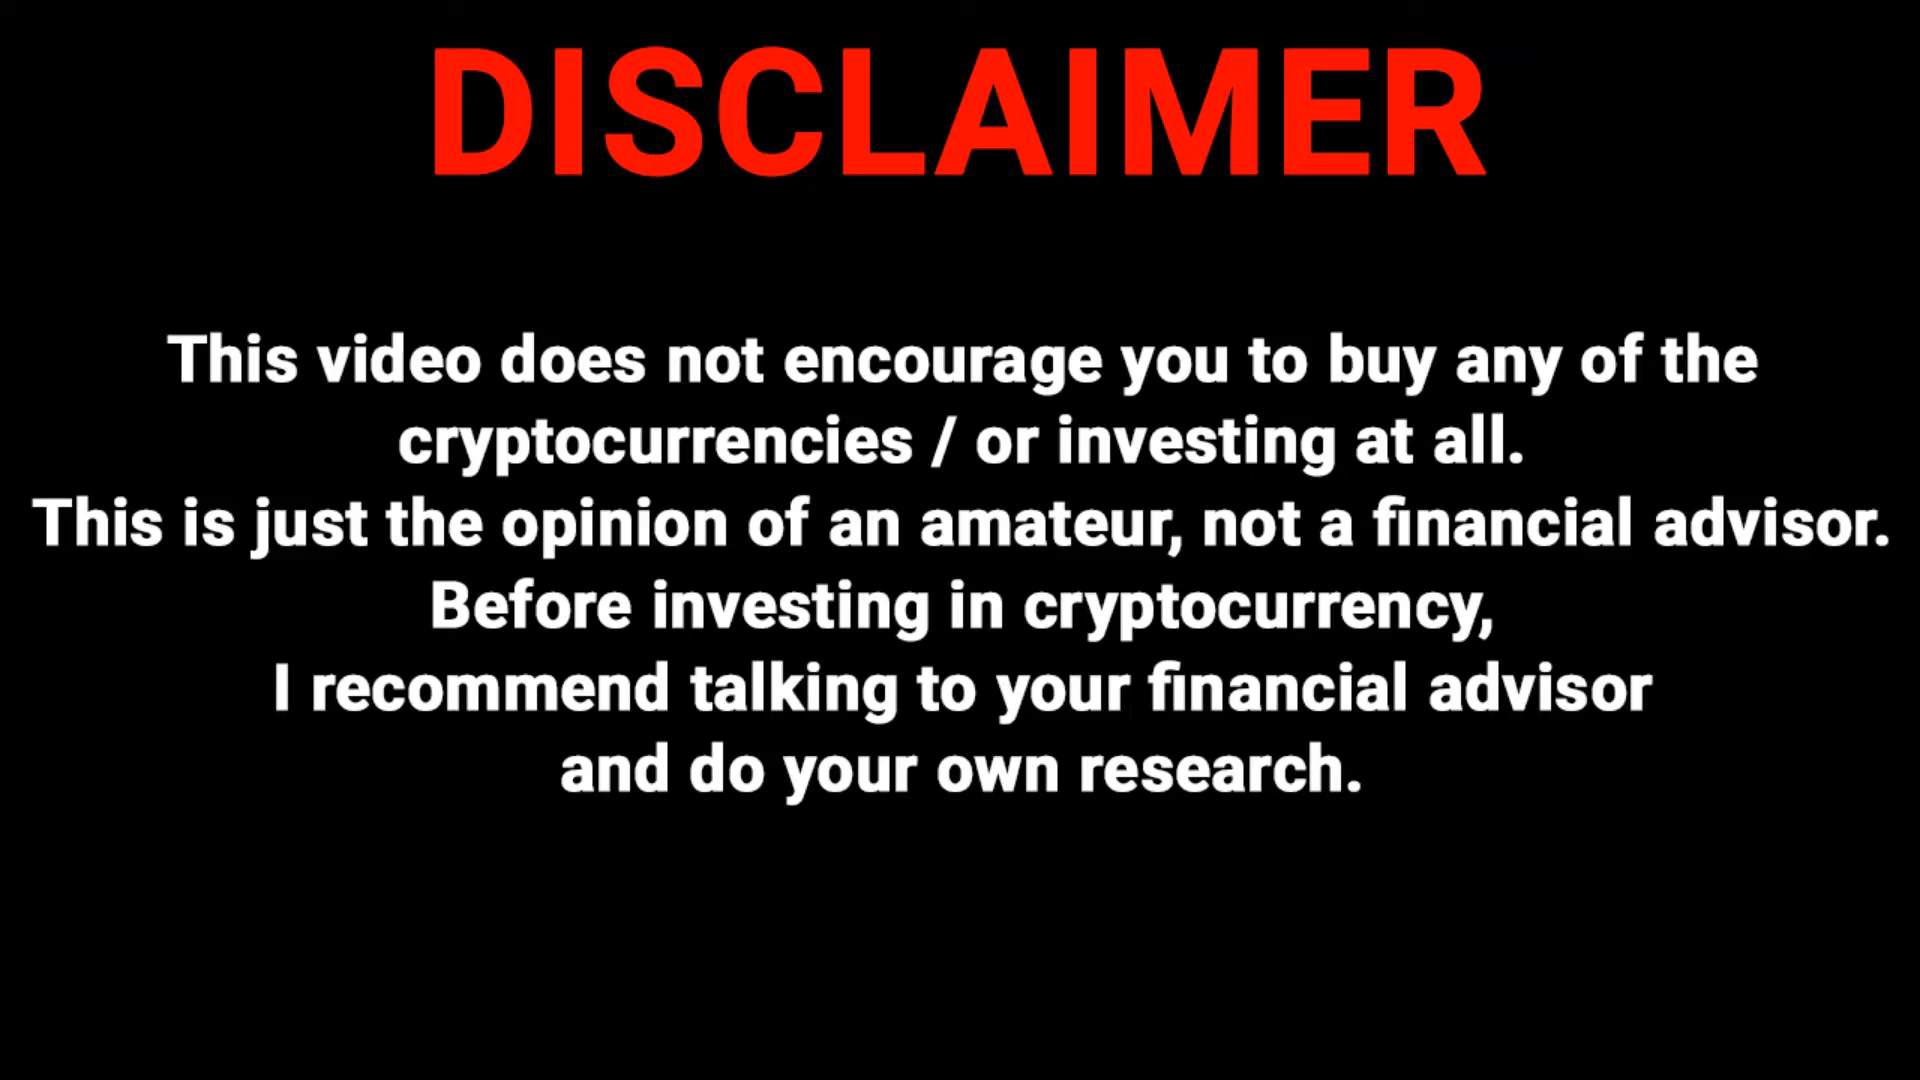 DISCLAIMER
This video does not encourage you to buy any of the
cryptocurrencies / or investing at all.
This is just the opinion of an amateur, not a financial advisor.
Before investing in cryptocurrency,
I recommend talking to your financial advisor
and do your own research.